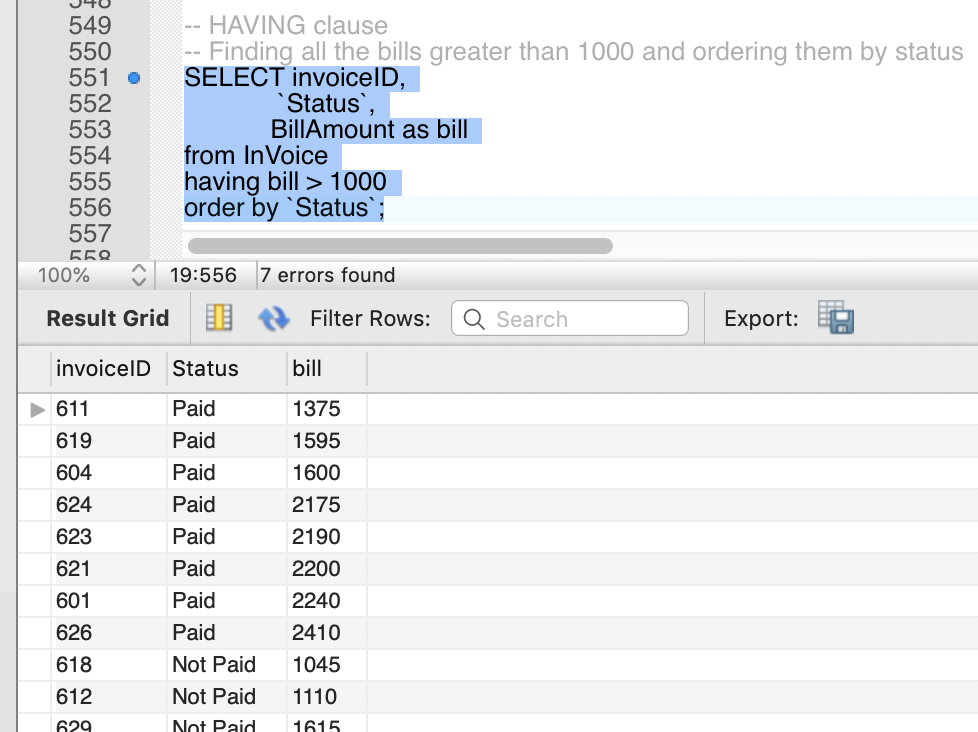 548
549 -- HAVING clause
550 -- Finding all the bills greater than 1000 and ordering them by status
551 SELECT invoiceID,
552 `Status`,
553 BillAmount as bill
554 from InVoice
555 having bill > 1000
556 order by `Status`;
557
558
100% 19:556 7 errors found
Result Grid Filter Rows: Search Export:
invoiceID Status bill
611 Paid 1375
619 Paid 1595
604 Paid 1600
624 Paid 2175
623 Paid 2190
621 Paid 2200
601 Paid 2240
626 Paid 2410
618 Not Paid 1045
612 Not Paid 1110
629 Not Paid 1615